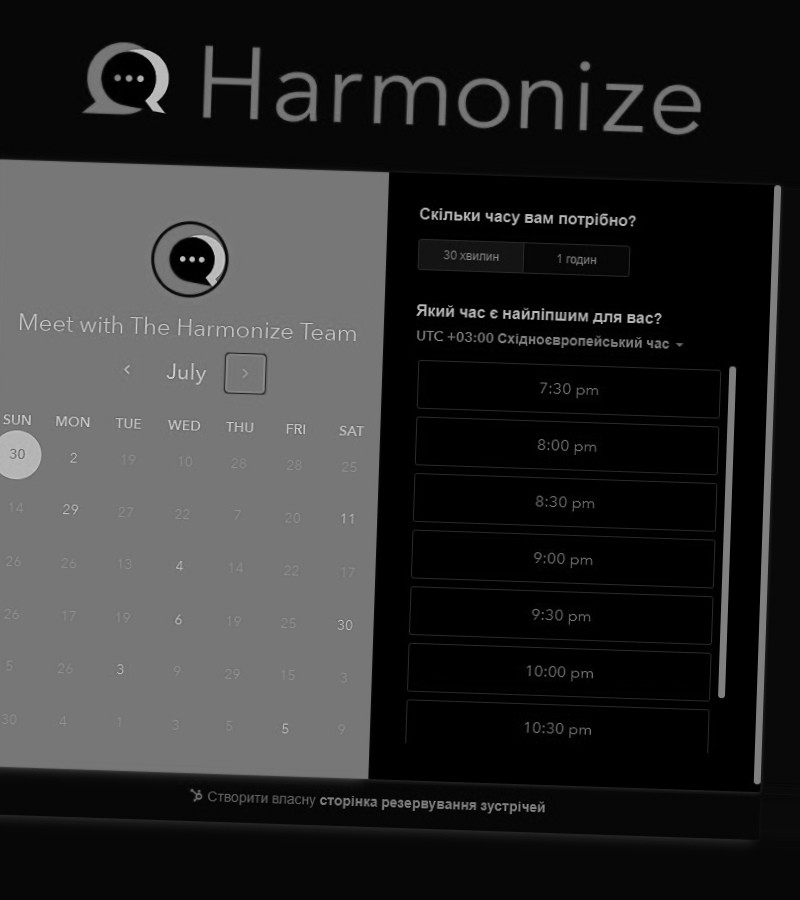 Harmonize
Meet with The Harmonize Team
July
SUN MON TUE WED THU FRI SAT
30 2 19 10 28 28 25
14 29 27 22 7 20 11
26 26 13 4 14 22 17
26 17 19 6 19 25 30
5 26 3 9 29 15 3
30 4 1 3 5 5 9
Скільки часу вам потрібно?
30 хвилин 1 годин
Який час є найліпшим для вас?
UTC +03:00 Східноєвропейський час
7:30 pm
8:00 pm
8:30 pm
9:00 pm
9:30 pm
10:00 pm
10:30 pm
Створити власну сторінка резервування зустрічей